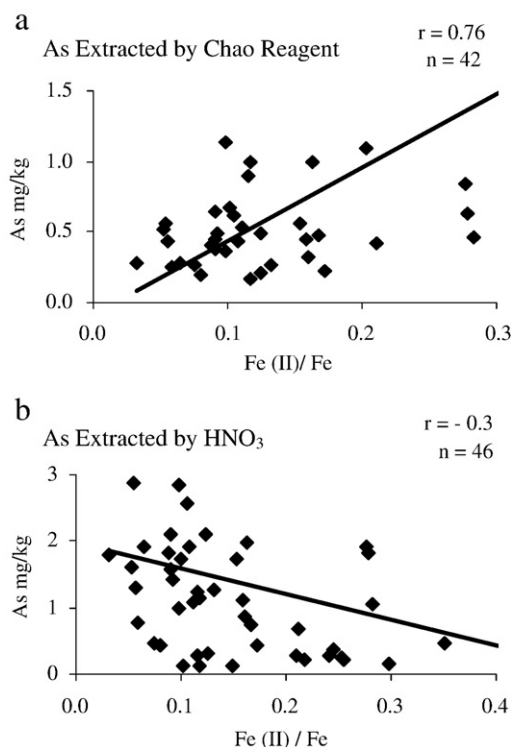 a
As Extracted by Chao Reagent
r = 0.76
n = 42
As mg/kg
1.5
1.0
0.5
0.0
0.0 0.1 0.2 0.3
Fe (II)/ Fe
b
As Extracted by HNO₃
r = - 0.3
n = 46
As mg/kg
3
2
1
0
0.0 0.1 0.2 0.3 0.4
Fe (II) / Fe